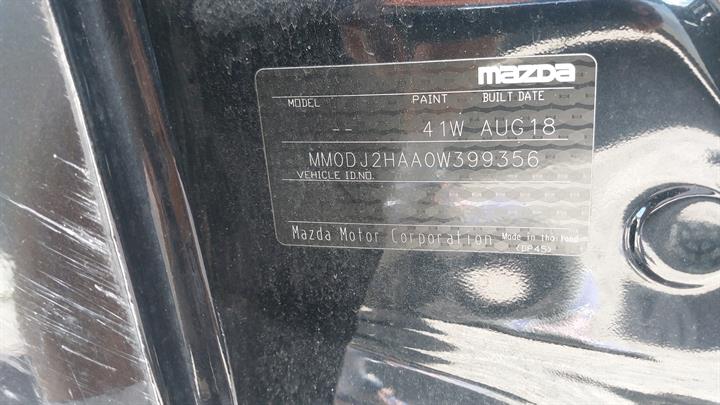 mazda
MODEL PAINT BUILT DATE
-- 41W AUG18
MM0DJ2HAA0W399356
VEHICLE ID.NO.
Mazda Motor Corporation Made in Thailand
<DP45>